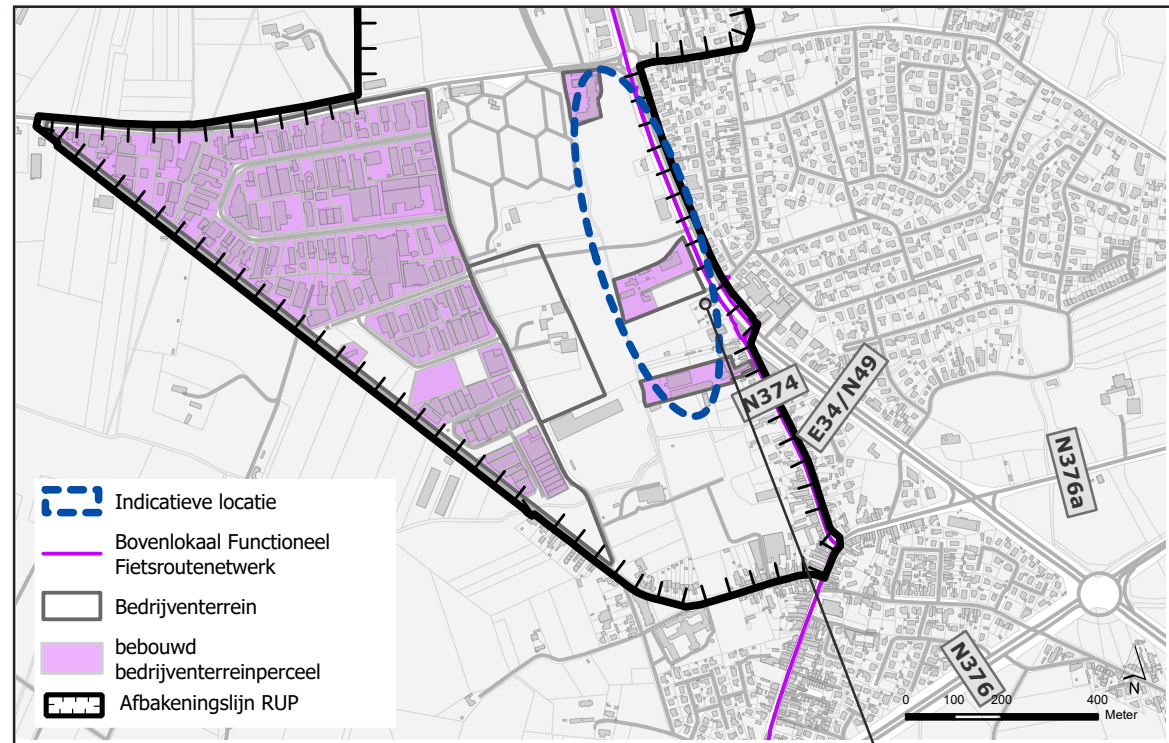 N374
E34/N49
N376a
N376
Indicatieve locatie
Bovenlokaal Functioneel
Fietsroutenetwerk
Bedrijventerrein
bebouwd
bedrijventerreinperceel
Afbakeningslijn RUP
N
0 100 200 400
Meter